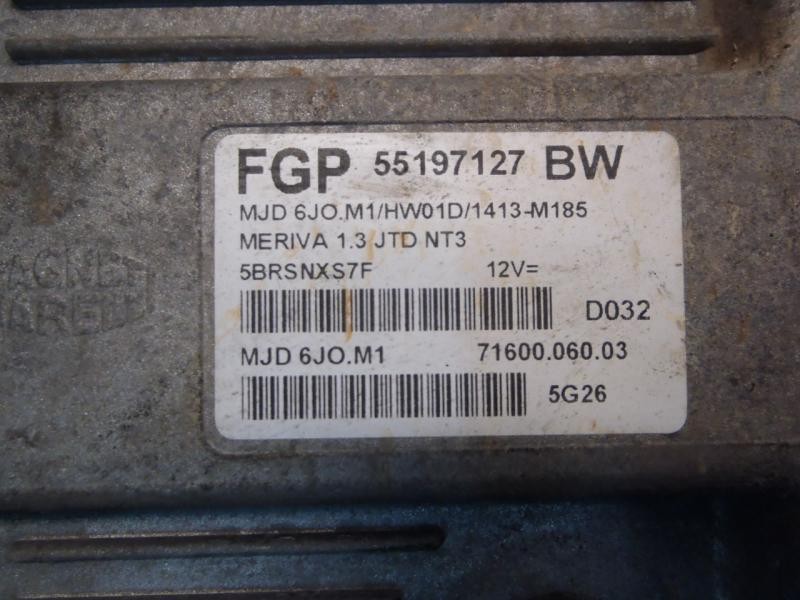 FGP 55197127 BW
MJD 6JO.M1/HW01D/1413-M185
MERIVA 1.3 JTD NT3
5BRSNXS7F 12V=
D032
MJD 6JO.M1 71600.060.03
5G26